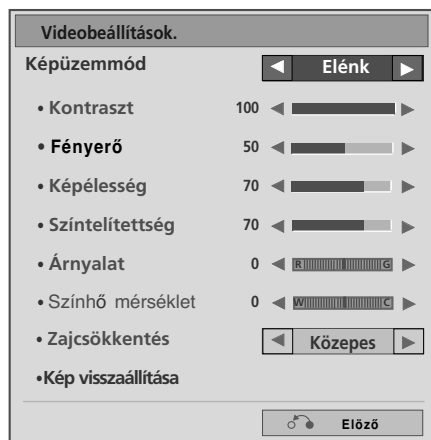 Videobeállítások.
Képüzemmód Elénk
• Kontraszt 100
• Fényerő 50
• Képélesség 70
• Színtelítettség 70
• Árnyalat 0 R G
• Színhő mérséklet 0 W C
• Zajcsökkentés Közepes
•Kép visszaállítása
Elöző